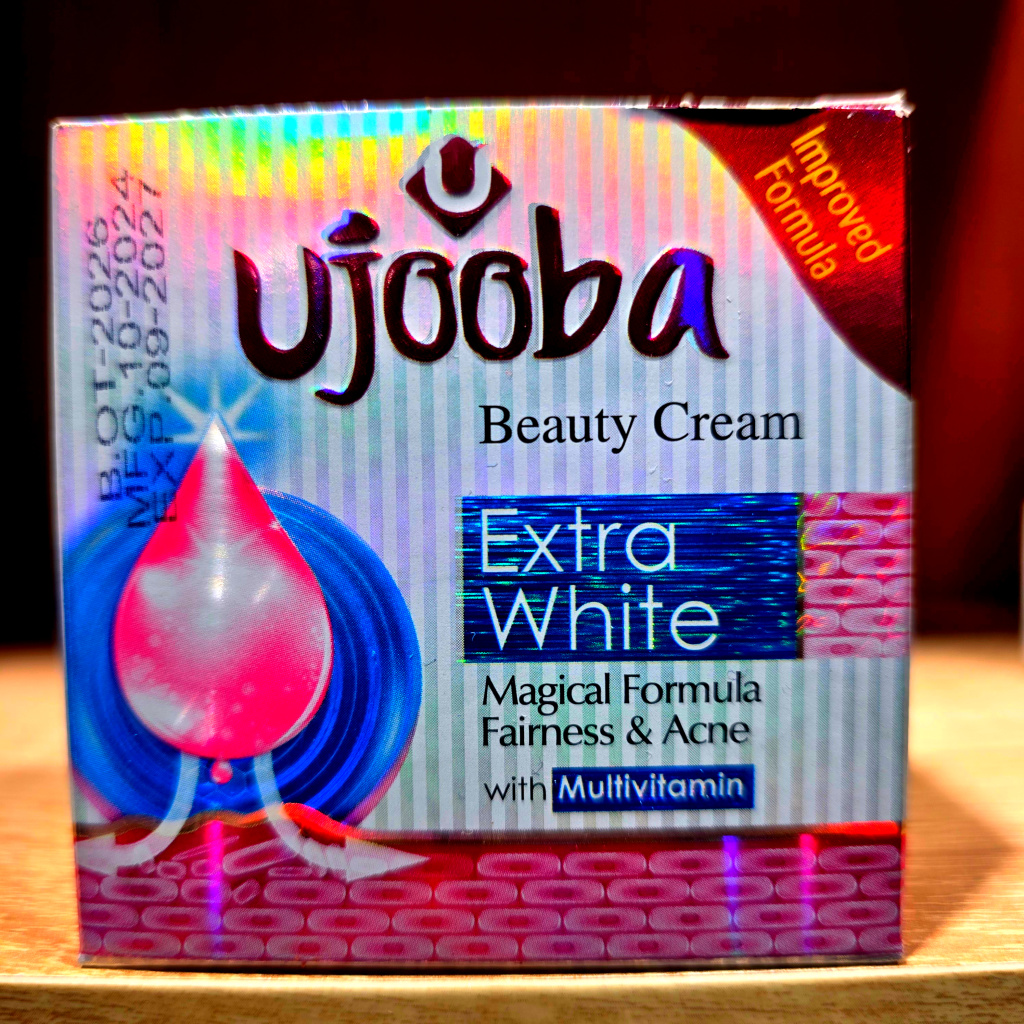 U
ujooba
Improved
Formula
B.OT-2026
MFG.10-2024
EXP.09-2027
Beauty Cream
Extra
White
Magical Formula
Fairness & Acne
with Multivitamin